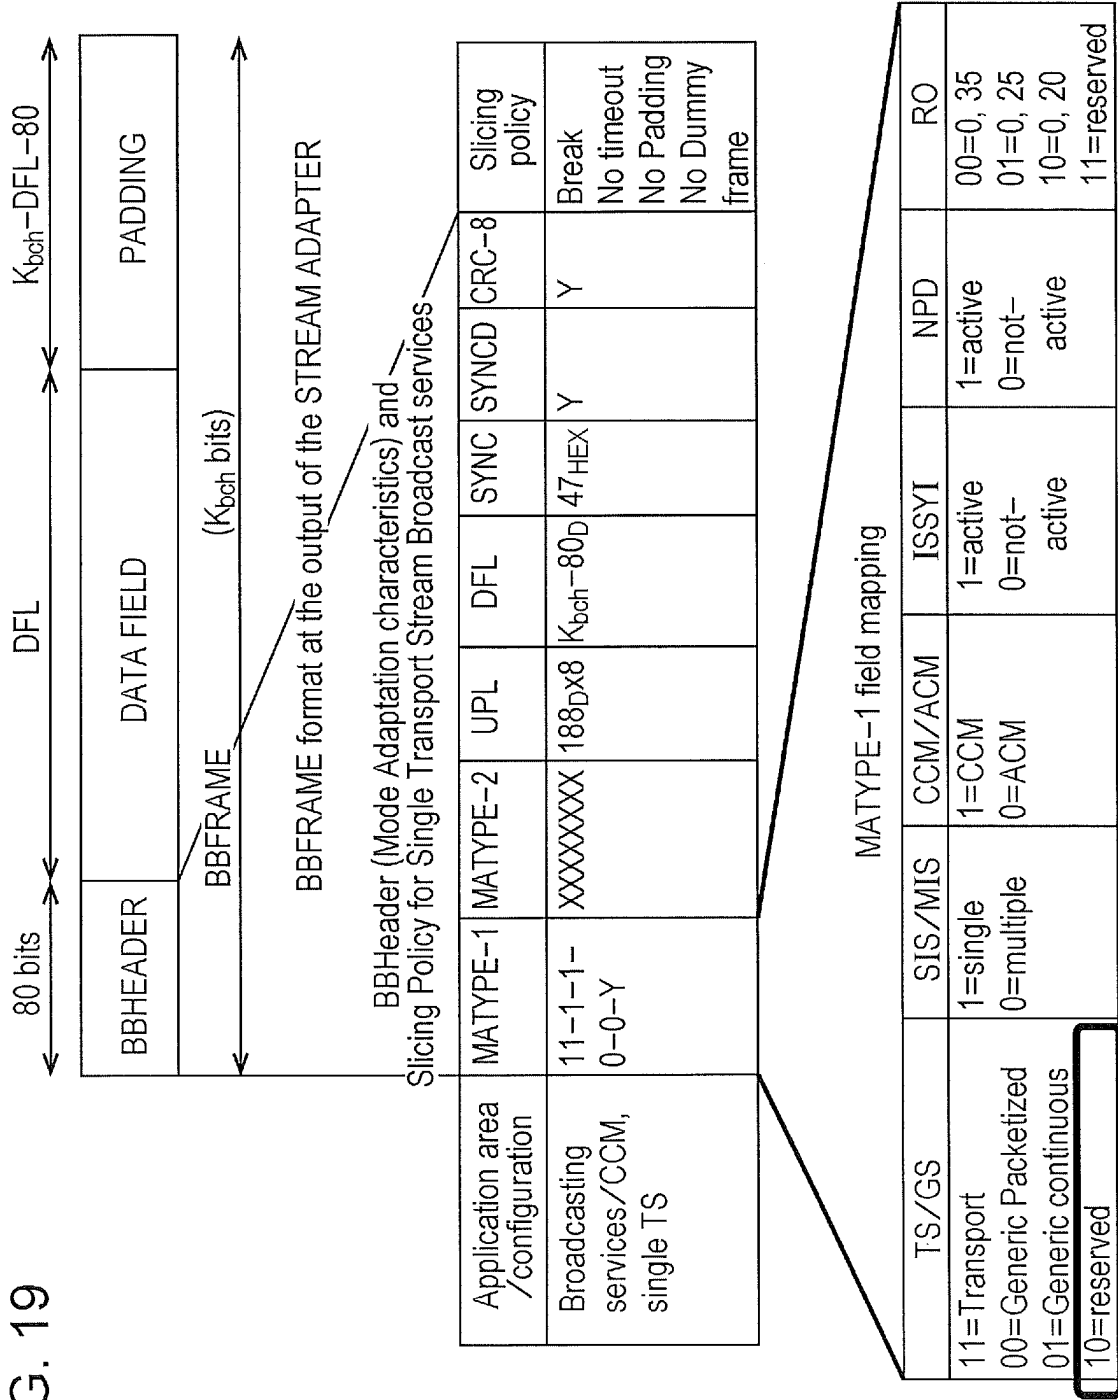 G. 19
80 bits
DFL
Kbch-DFL-80
BBHEADER
DATA FIELD
PADDING
BBFRAME
(Kbch bits)
BBFRAME format at the output of the STREAM ADAPTER
BBHeader (Mode Adaptation characteristics) and
Slicing Policy for Single Transport Stream Broadcast services
Application area
/configuration
MATYPE-1
MATYPE-2
UPL
DFL
SYNC
SYNCD
CRC-8
Slicing
policy
Broadcasting
services/CCM,
single TS
11-1-1-
0-0-Y
XXXXXXXX
188Dx8
Kbch-80D
47HEX
Y
Y
Break
No timeout
No Padding
No Dummy
frame
MATYPE-1 field mapping
TS/GS
SIS/MIS
CCM/ACM
ISSYI
NPD
RO
11=Transport
00=Generic Packetized
01=Generic continuous
10=reserved
1=single
0=multiple
1=CCM
0=ACM
1=active
0=not-
active
1=active
0=not-
active
00=0, 35
01=0, 25
10=0, 20
11=reserved